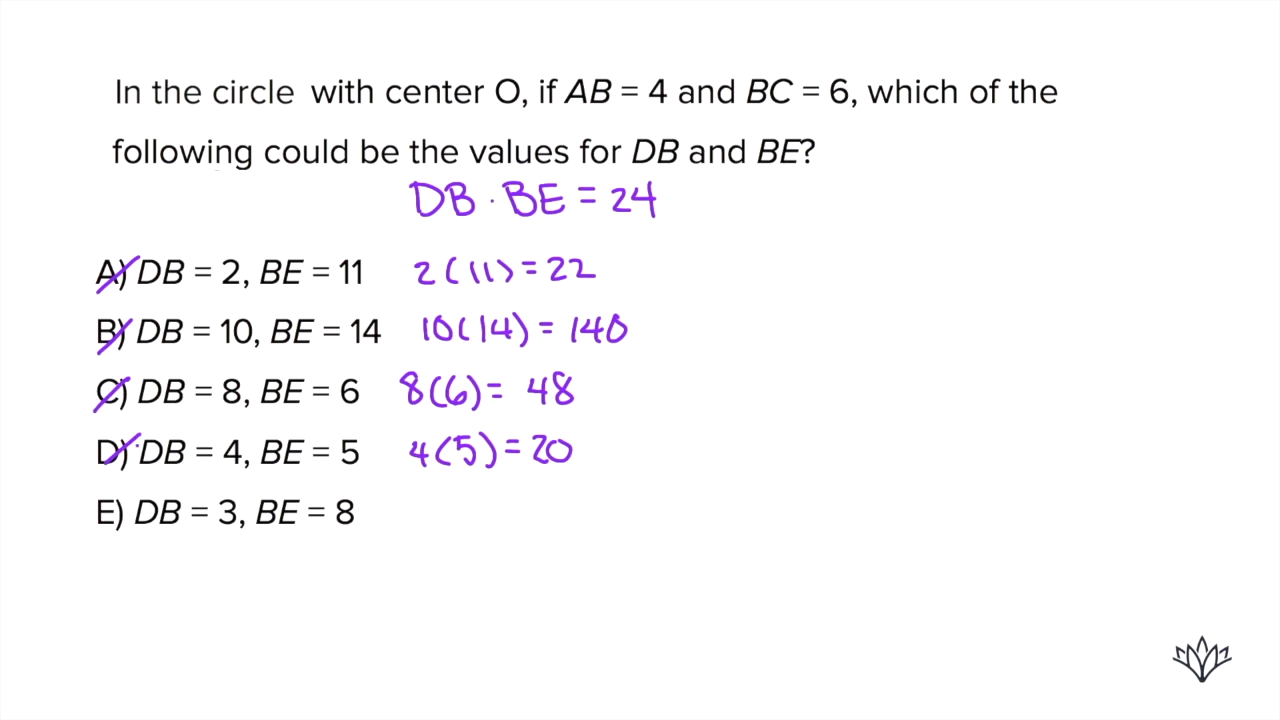 In the circle with center O, if AB = 4 and BC = 6, which of the
following could be the values for DB and BE?
DB · BE = 24
A) DB = 2, BE = 11 2(11) = 22
B) DB = 10, BE = 14 10(14) = 140
C) DB = 8, BE = 6 8(6) = 48
D) DB = 4, BE = 5 4(5) = 20
E) DB = 3, BE = 8